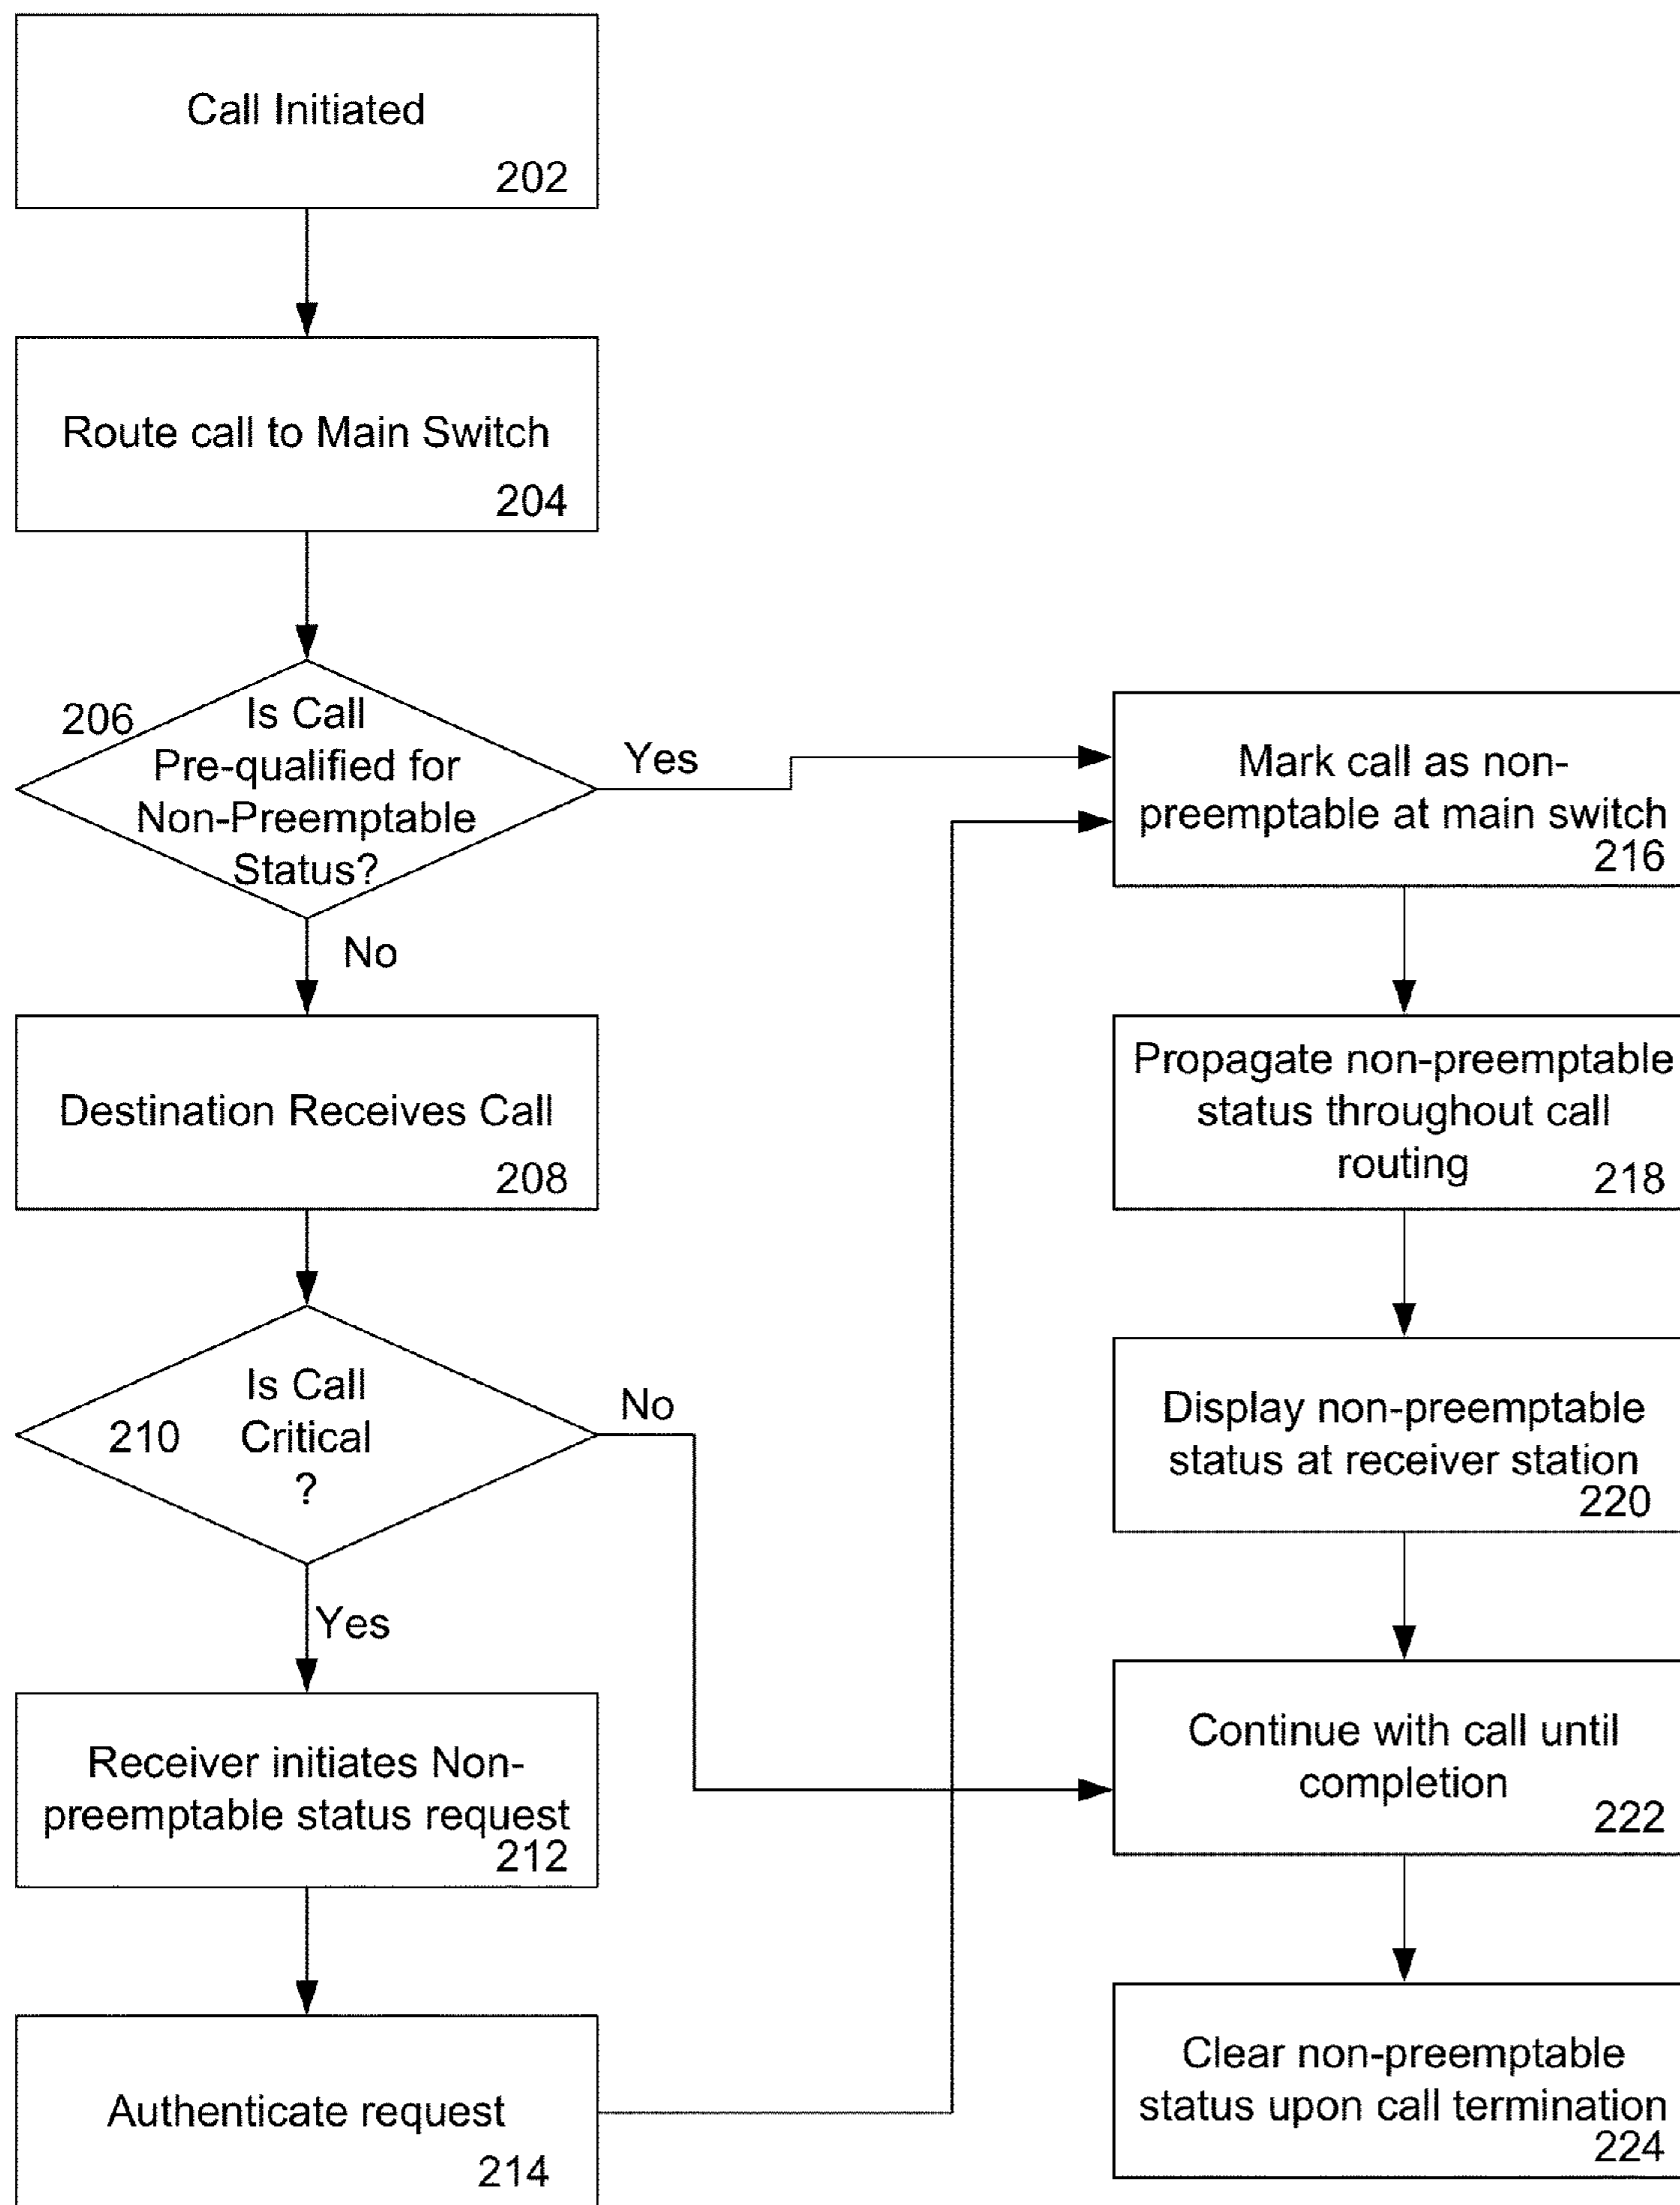 Call Initiated
202
Route call to Main Switch
204
206
Is Call
Pre-qualified for
Non-Preemptable
Status?
Yes
No
Destination Receives Call
208
210
Is Call
Critical
?
No
Yes
Receiver initiates Non-
preemptable status request
212
Authenticate request
214
Mark call as non-
preemptable at main switch
216
Propagate non-preemptable
status throughout call
routing
218
Display non-preemptable
status at receiver station
220
Continue with call until
completion
222
Clear non-preemptable
status upon call termination
224